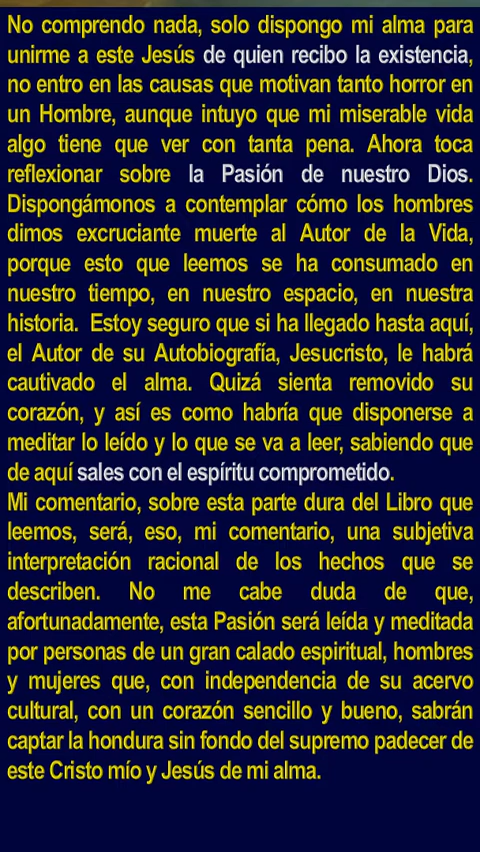 No comprendo nada, solo dispongo mi alma para
unirme a este Jesús de quien recibo la existencia,
no entro en las causas que motivan tanto horror en
un Hombre, aunque intuyo que mi miserable vida
algo tiene que ver con tanta pena. Ahora toca
reflexionar sobre la Pasión de nuestro Dios.
Dispongámonos a contemplar cómo los hombres
dimos excruciante muerte al Autor de la Vida,
porque esto que leemos se ha consumado en
nuestro tiempo, en nuestro espacio, en nuestra
historia. Estoy seguro que si ha llegado hasta aquí,
el Autor de su Autobiografía, Jesucristo, le habrá
cautivado el alma. Quizá sienta removido su
corazón, y así es como habría que disponerse a
meditar lo leído y lo que se va a leer, sabiendo que
de aquí sales con el espíritu comprometido.
Mi comentario, sobre esta parte dura del Libro que
leemos, será, eso, mi comentario, una subjetiva
interpretación racional de los hechos que se
describen. No me cabe duda de que,
afortunadamente, esta Pasión será leída y meditada
por personas de un gran calado espiritual, hombres
y mujeres que, con independencia de su acervo
cultural, con un corazón sencillo y bueno, sabrán
captar la hondura sin fondo del supremo padecer de
este Cristo mío y Jesús de mi alma.